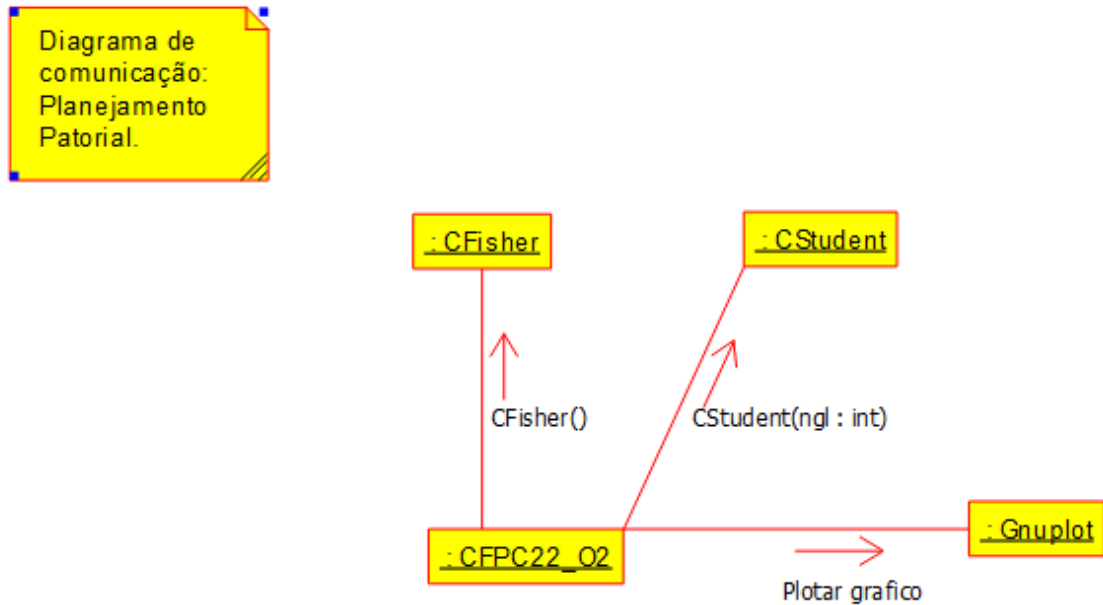 Diagrama de
comunicação:
Planejamento
Patorial.
: CFisher
: CStudent
CFisher()
CStudent(ngl : int)
: CFPC22_O2
: Gnuplot
Plotar grafico